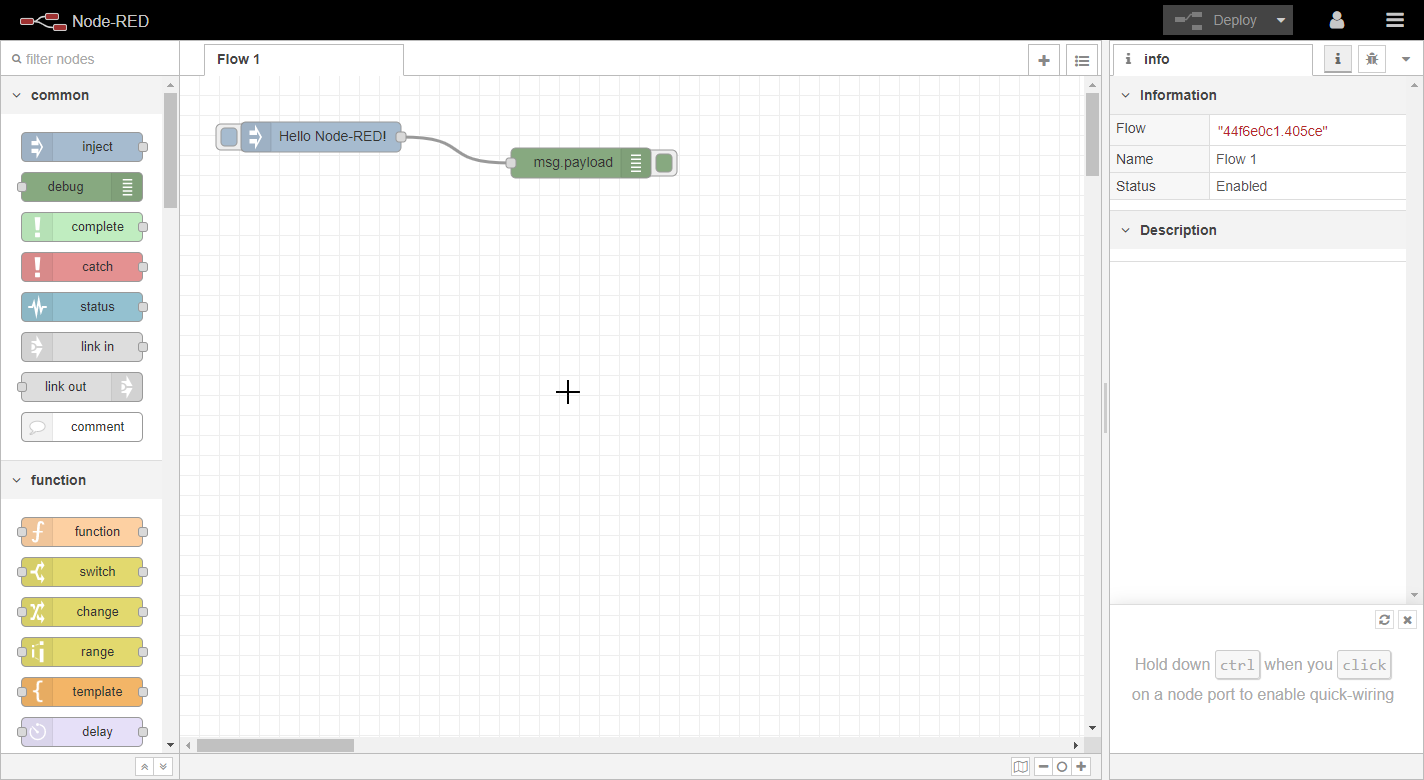 Node-RED
Deploy
filter nodes
common
inject
debug
complete
catch
status
link in
link out
comment
function
function
switch
change
range
template
delay
Flow 1
Hello Node-RED!
msg.payload
info
Information
Flow "44f6e0c1.405ce"
Name Flow 1
Status Enabled
Description
Hold down ctrl when you click
on a node port to enable quick-wiring